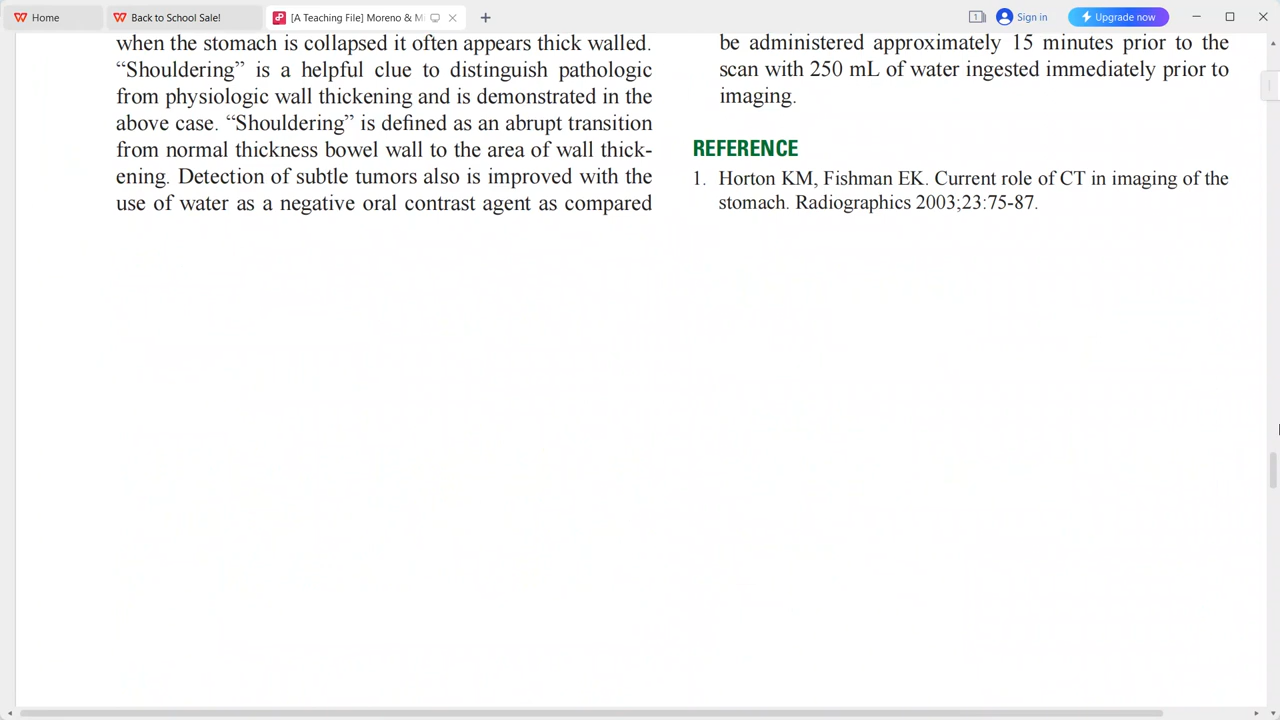 Home
Back to School Sale!
[A Teaching File] Moreno & M
1
Sign in
Upgrade now
when the stomach is collapsed it often appears thick walled.
“Shouldering” is a helpful clue to distinguish pathologic
from physiologic wall thickening and is demonstrated in the
above case. “Shouldering” is defined as an abrupt transition
from normal thickness bowel wall to the area of wall thick-
ening. Detection of subtle tumors also is improved with the
use of water as a negative oral contrast agent as compared
be administered approximately 15 minutes prior to the
scan with 250 mL of water ingested immediately prior to
imaging.
REFERENCE
1. Horton KM, Fishman EK. Current role of CT in imaging of the
stomach. Radiographics 2003;23:75-87.